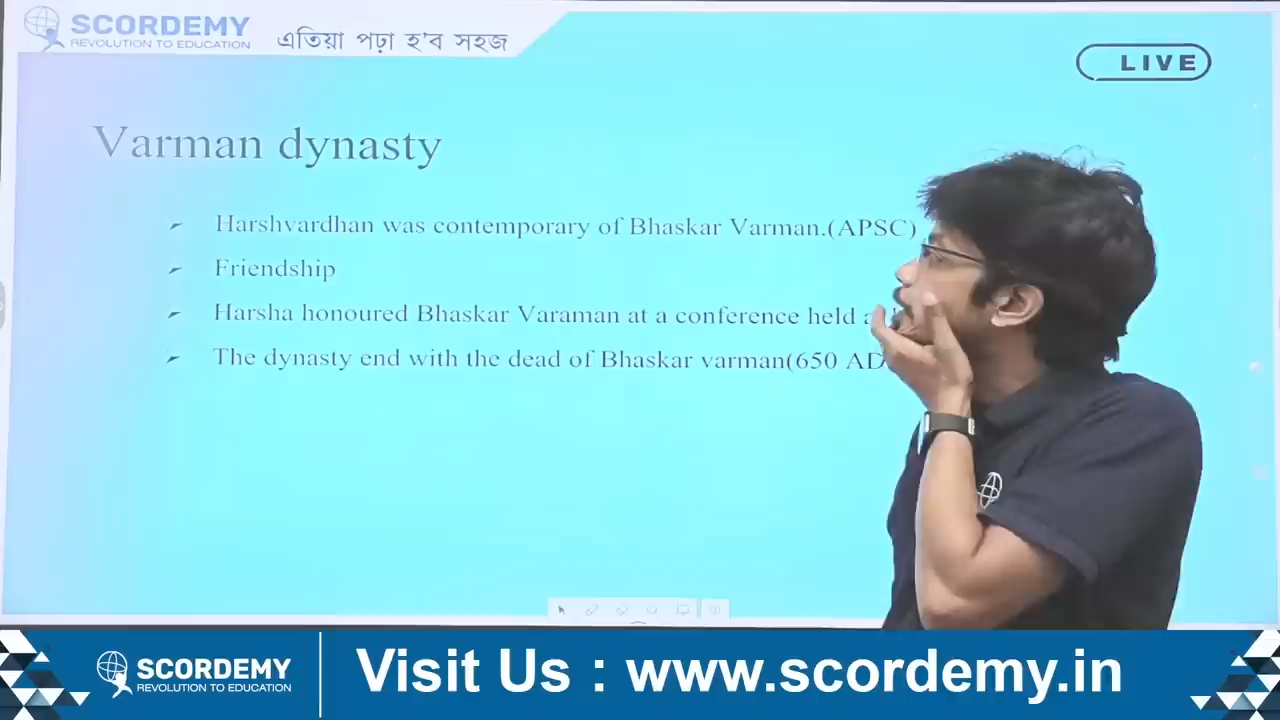 SCORDEMY
REVOLUTION TO EDUCATION
এতিয়া পঢ়া হ'ব সহজ
LIVE
Varman dynasty
➢ Harshvardhan was contemporary of Bhaskar Varman.(APSC)
➢ Friendship
➢ Harsha honoured Bhaskar Varaman at a conference held
➢ The dynasty end with the dead of Bhaskar varman(650 AD
SCORDEMY
REVOLUTION TO EDUCATION
Visit Us : www.scordemy.in